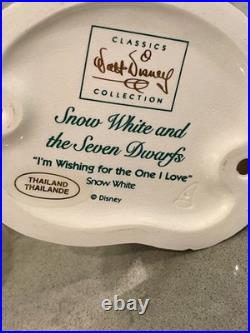 CLASSICS
Walt Disney
COLLECTION
Snow White and
the Seven Dwarfs
"I'm Wishing for the One I Love"
Snow White
THAILAND
THAILANDE
© Disney